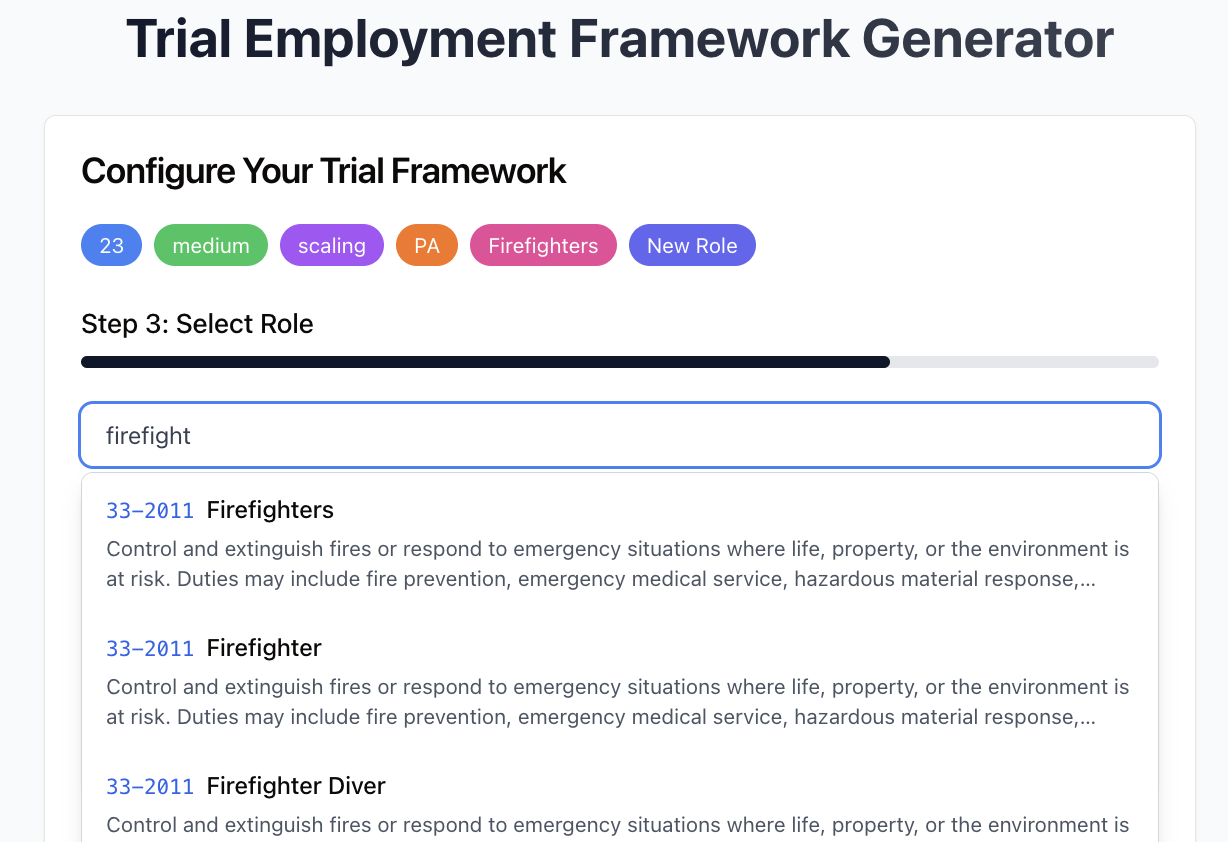 Trial Employment Framework Generator
Configure Your Trial Framework
23 medium scaling PA Firefighters New Role
Step 3: Select Role
firefight
33–2011 Firefighters
Control and extinguish fires or respond to emergency situations where life, property, or the environment is
at risk. Duties may include fire prevention, emergency medical service, hazardous material response,...
33–2011 Firefighter
Control and extinguish fires or respond to emergency situations where life, property, or the environment is
at risk. Duties may include fire prevention, emergency medical service, hazardous material response,...
33–2011 Firefighter Diver
Control and extinguish fires or respond to emergency situations where life, property, or the environment is